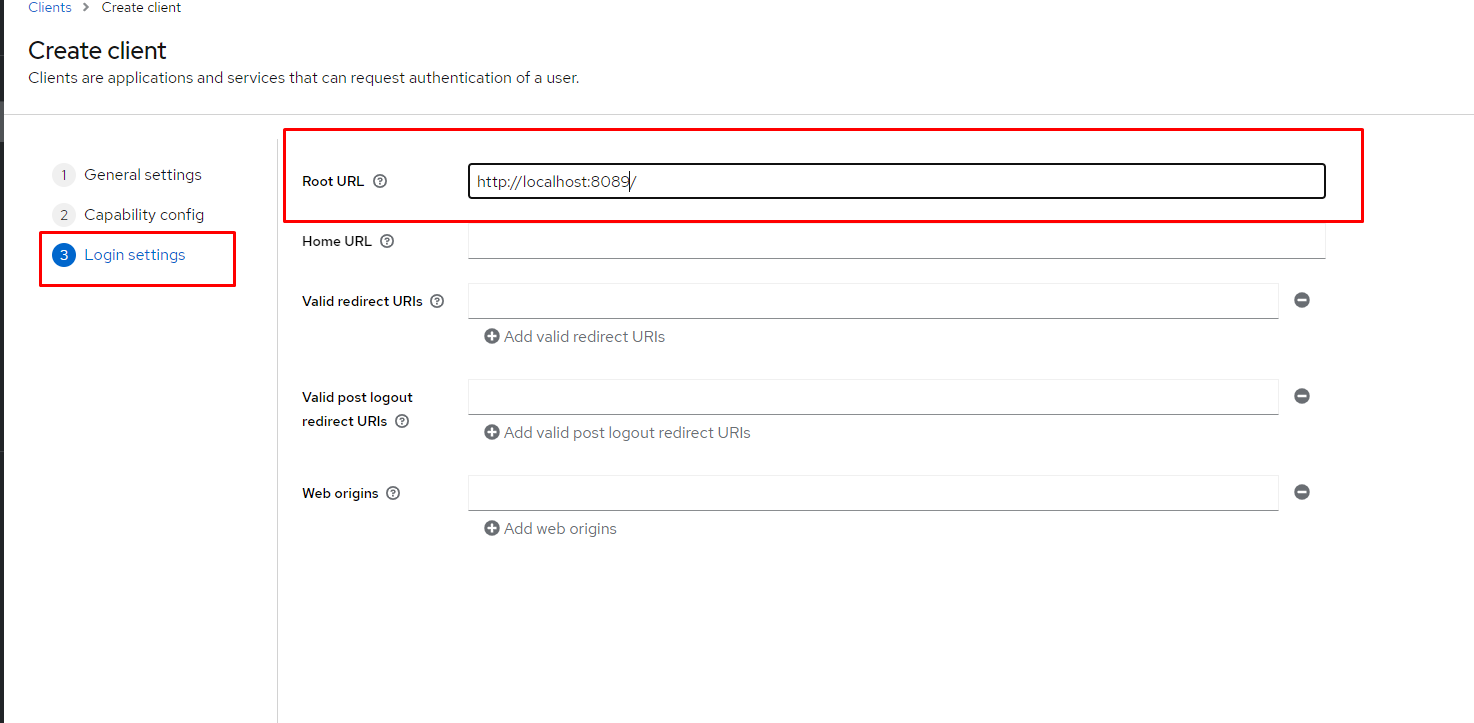 Clients > Create client
Create client
Clients are applications and services that can request authentication of a user.
1 General settings
2 Capability config
3 Login settings
Root URL
http://localhost:8089/
Home URL
Valid redirect URIs
Add valid redirect URIs
Valid post logout
redirect URIs
Add valid post logout redirect URIs
Web origins
Add web origins